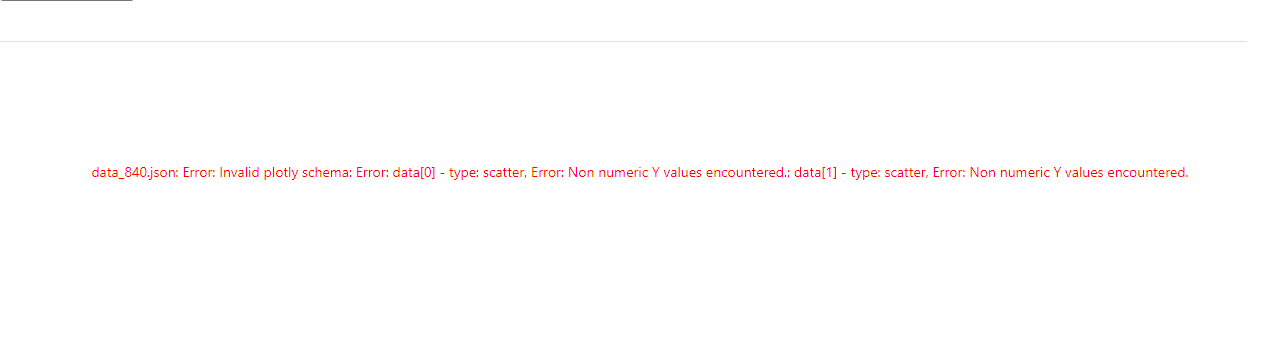 data_840.json: Error: Invalid plotly schema: Error: data[0] - type: scatter, Error: Non numeric Y values encountered.; data[1] - type: scatter, Error: Non numeric Y values encountered.